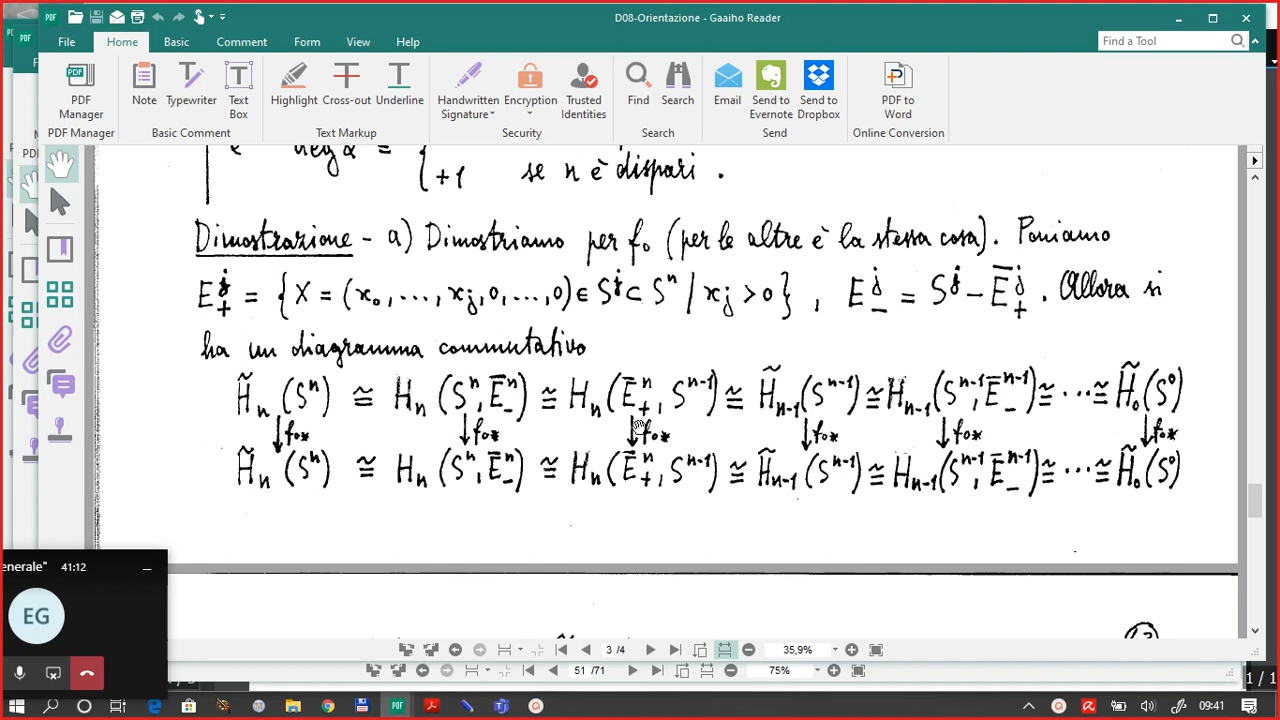 D08-Orientazione - Gaaiho Reader
File Home Basic Comment Form View Help Find a Tool
PDF Manager Note Typewriter Text Box Highlight Cross-out Underline Handwritten Signature Encryption Trusted Identities Find Search Email Send to Evernote Send to Dropbox PDF to Word
PDF Manager Basic Comment Text Markup Security Search Send Online Conversion
+1 se n è dispari .
Dimostrazione - a) Dimostriamo per f₀ (per le altre è la stessa cosa). Poniamo
E₊ʲ = { X = (x₀, ..., xⱼ, 0, ..., 0) ∈ Sʲ ⊂ Sⁿ | xⱼ > 0 } , E₋ʲ = Sʲ − Ē₊ʲ . Allora si
ha un diagramma commutativo
H̃ₙ(Sⁿ) ≅ Hₙ(Sⁿ, Ē₋ⁿ) ≅ Hₙ(Ē₊ⁿ, Sⁿ⁻¹) ≅ H̃ₙ₋₁(Sⁿ⁻¹) ≅ Hₙ₋₁(Sⁿ⁻¹, Ē₋ⁿ⁻¹) ≅ ··· ≅ H̃₀(S⁰)
↓f₀* ↓f₀* ↓f₀* ↓f₀* ↓f₀* ↓f₀*
H̃ₙ(Sⁿ) ≅ Hₙ(Sⁿ, Ē₋ⁿ) ≅ Hₙ(Ē₊ⁿ, Sⁿ⁻¹) ≅ H̃ₙ₋₁(Sⁿ⁻¹) ≅ Hₙ₋₁(Sⁿ⁻¹, Ē₋ⁿ⁻¹) ≅ ··· ≅ H̃₀(S⁰)
enerale" 41:12
EG
3 /4 35,9%
51 /71 75%
1 / 1
09:41